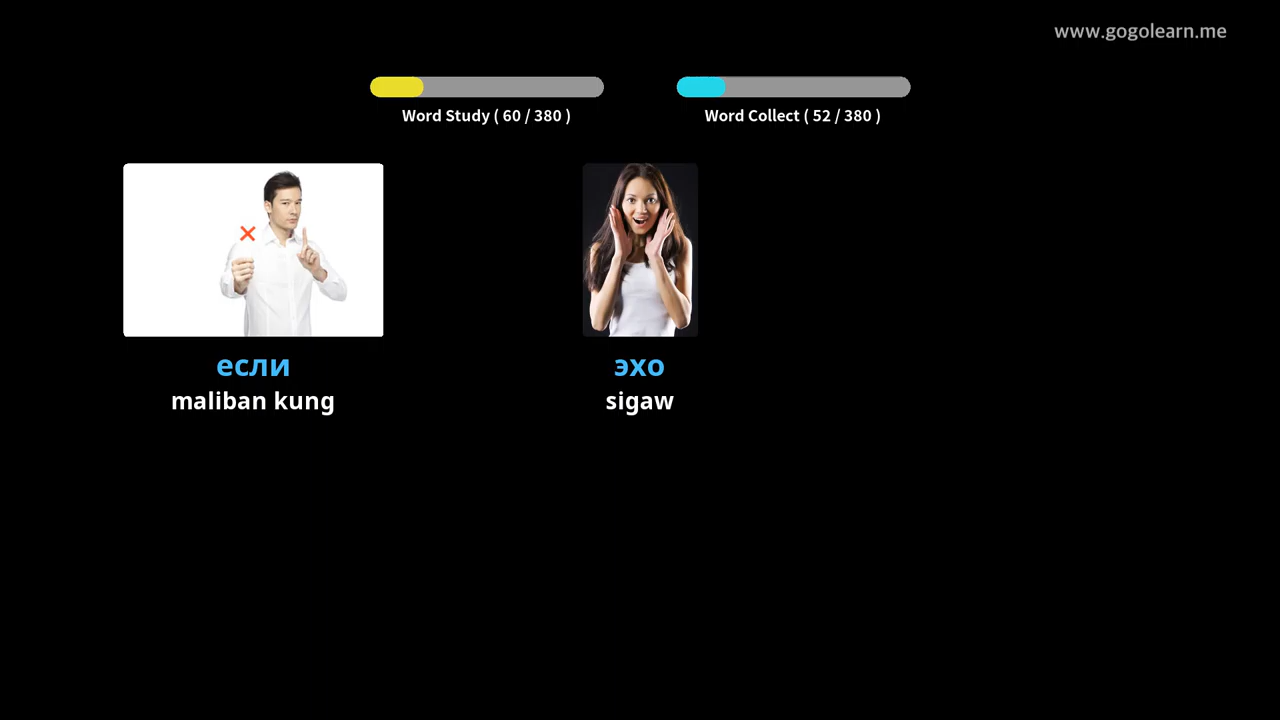 www.gogolearn.me
Word Study ( 60 / 380 )
Word Collect ( 52 / 380 )
если
maliban kung
эхо
sigaw